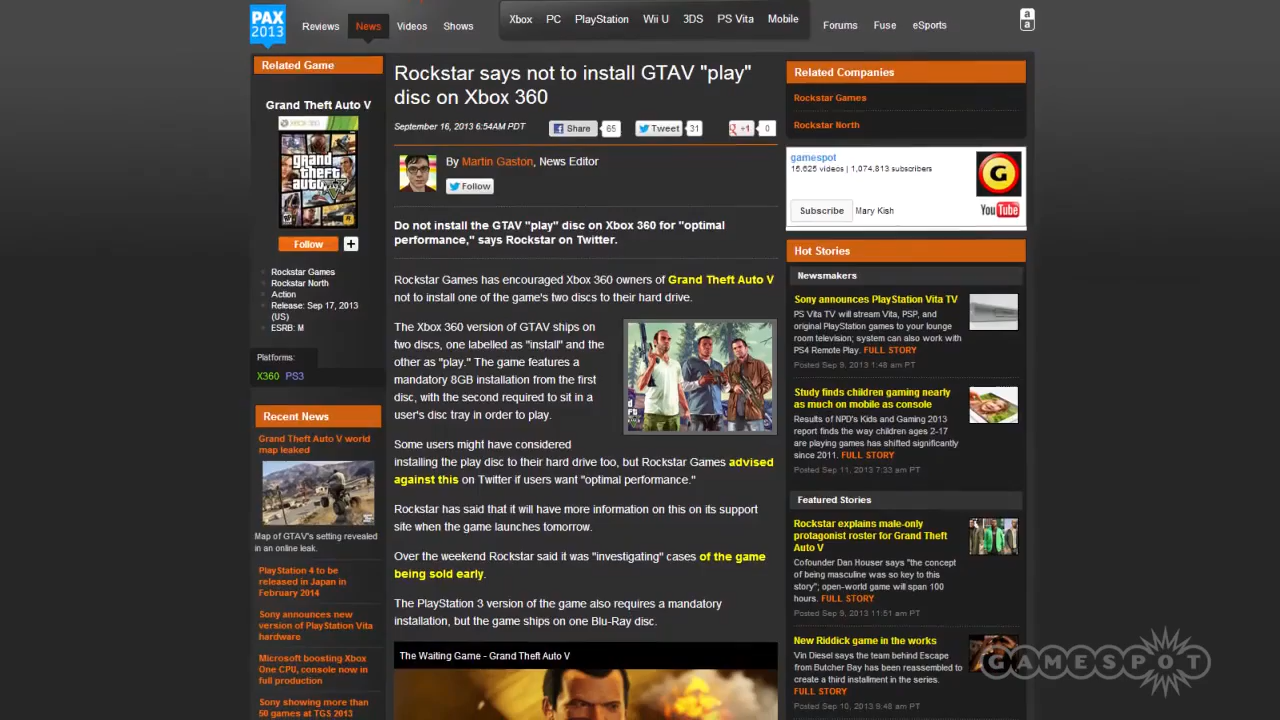 PAX
2013
Reviews
News
Videos
Shows
Xbox PC PlayStation Wii U 3DS PS Vita Mobile
Forums Fuse eSports
a
a
Related Game
Grand Theft Auto V
Follow +
Rockstar Games
Rockstar North
Action
Release: Sep 17, 2013
(US)
ESRB: M
Platforms:
X360 PS3
Recent News
Grand Theft Auto V world
map leaked
Map of GTAV's setting revealed
in an online leak.
PlayStation 4 to be
released in Japan in
February 2014
Sony announces new
version of PlayStation Vita
hardware
Microsoft boosting Xbox
One CPU, console now in
full production
Sony showing more than
50 games at TGS 2013
Rockstar says not to install GTAV "play"
disc on Xbox 360
September 16, 2013 6:54AM PDT
Share 65
Tweet 31
+1 0
By Martin Gaston, News Editor
Follow
Do not install the GTAV "play" disc on Xbox 360 for "optimal
performance," says Rockstar on Twitter.
Rockstar Games has encouraged Xbox 360 owners of Grand Theft Auto V
not to install one of the game's two discs to their hard drive.
The Xbox 360 version of GTAV ships on
two discs, one labelled as "install" and the
other as "play." The game features a
mandatory 8GB installation from the first
disc, with the second required to sit in a
user's disc tray in order to play.
Some users might have considered
installing the play disc to their hard drive too, but Rockstar Games advised
against this on Twitter if users want "optimal performance."
Rockstar has said that it will have more information on this on its support
site when the game launches tomorrow.
Over the weekend Rockstar said it was "investigating" cases of the game
being sold early.
The PlayStation 3 version of the game also requires a mandatory
installation, but the game ships on one Blu-Ray disc.
The Waiting Game - Grand Theft Auto V
Related Companies
Rockstar Games
Rockstar North
gamespot
16,625 videos | 1,074,813 subscribers
G
Subscribe Mary Kish
YouTube
Hot Stories
Newsmakers
Sony announces PlayStation Vita TV
PS Vita TV will stream Vita, PSP, and
original PlayStation games to your lounge
room television; system can also work with
PS4 Remote Play. FULL STORY
Posted Sep 9, 2013 1:48 am PT
Study finds children gaming nearly
as much on mobile as console
Results of NPD's Kids and Gaming 2013
report finds the way children ages 2-17
are playing games has shifted significantly
since 2011. FULL STORY
Posted Sep 11, 2013 7:33 am PT
Featured Stories
Rockstar explains male-only
protagonist roster for Grand Theft
Auto V
Cofounder Dan Houser says "the concept
of being masculine was so key to this
story"; open-world game will span 100
hours. FULL STORY
Posted Sep 9, 2013 11:51 am PT
New Riddick game in the works
Vin Diesel says the team behind Escape
from Butcher Bay has been reassembled to
create a third installment in the series.
FULL STORY
Posted Sep 10, 2013 9:48 am PT
GAMESPOT